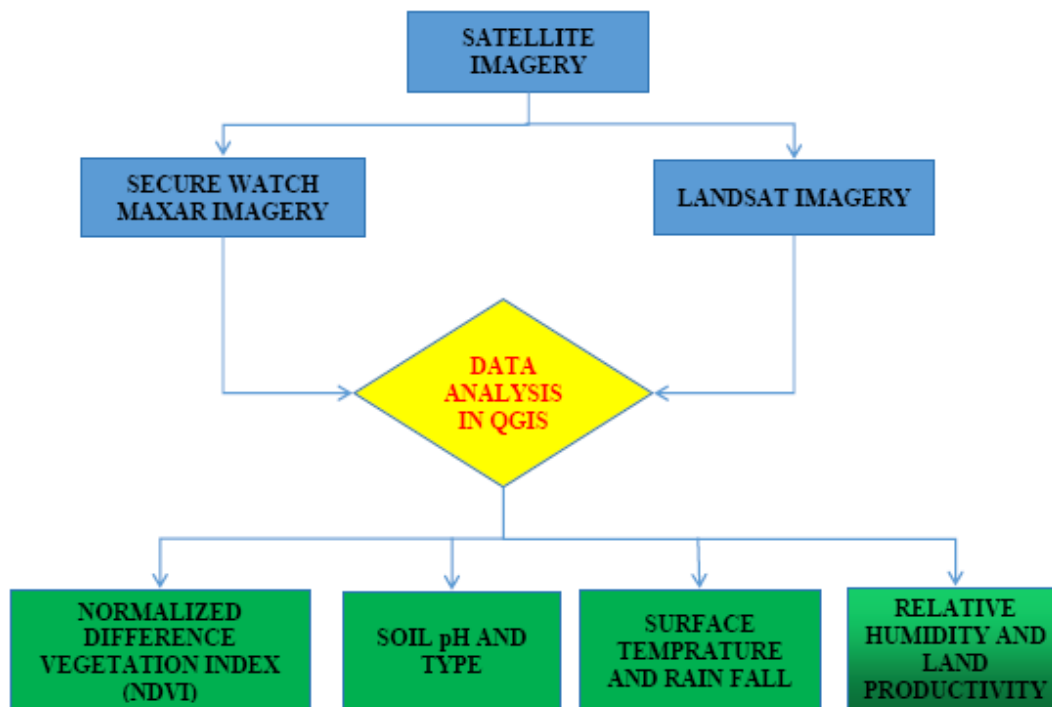 SATELLITE
IMAGERY
SECURE WATCH
MAXAR IMAGERY
LANDSAT IMAGERY
DATA
ANALYSIS
IN QGIS
NORMALIZED
DIFFERENCE
VEGETATION INDEX
(NDVI)
SOIL pH AND
TYPE
SURFACE
TEMPRATURE
AND RAIN FALL
RELATIVE
HUMIDITY AND
LAND
PRODUCTIVITY